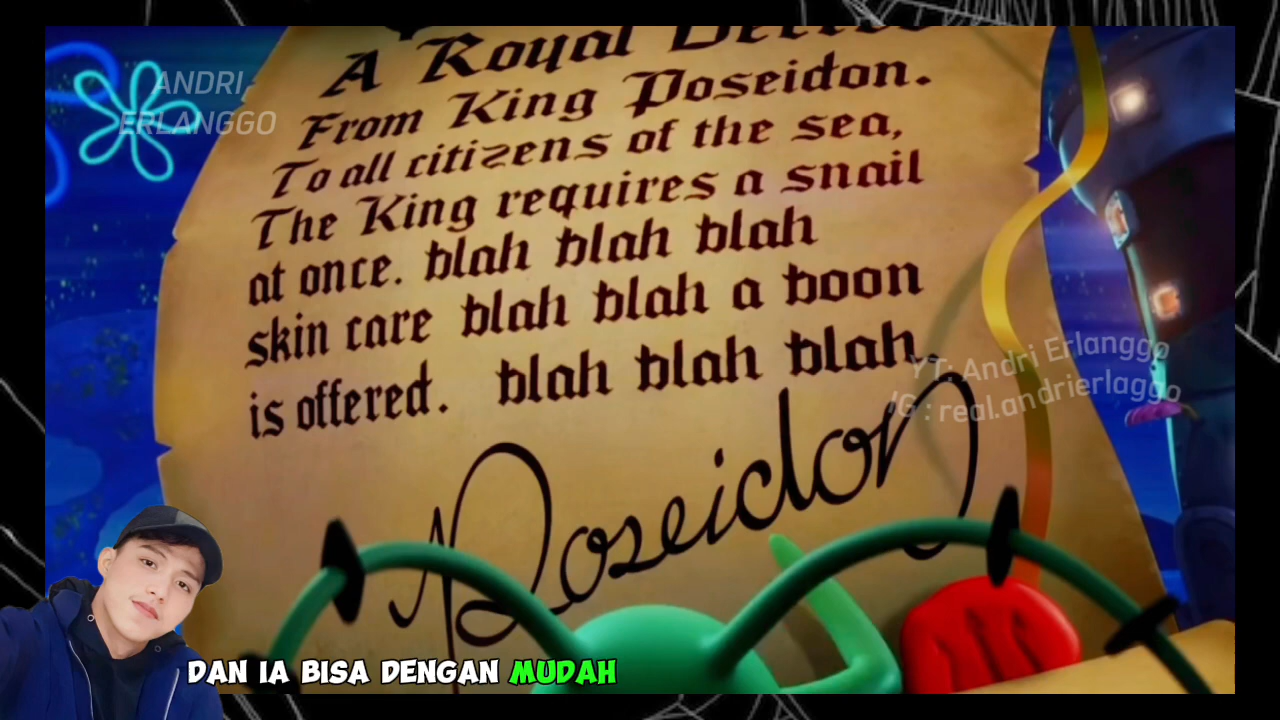 ANDRI
ERLANGGO
A Royal
From King Poseidon.
To all citizens of the sea,
The King requires a snail
at once. blah blah blah
skin care blah blah a boon
is offered. blah blah blah.
Poseidon
YT: Andri Erlanggo
IG : real.andrierlaggo
DAN IA BISA DENGAN MUDAH